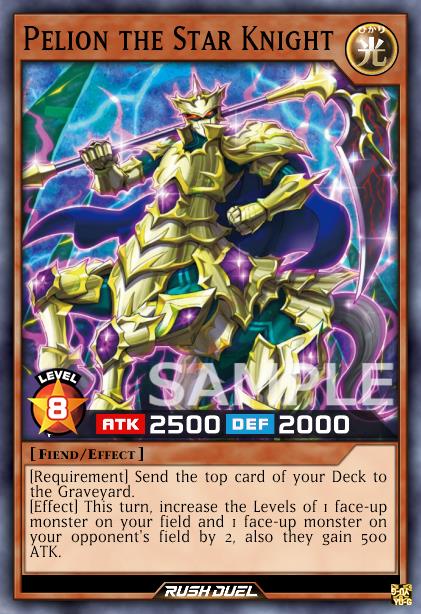 Pelion the Star Knight
ひかり
光
SAMPLE
LEVEL
8
ATK 2500 DEF 2000
[Fiend/Effect]
[Requirement] Send the top card of your Deck to
the Graveyard.
[Effect] This turn, increase the Levels of 1 face-up
monster on your field and 1 face-up monster on
your opponent's field by 2, also they gain 500
ATK.
RUSH DUEL